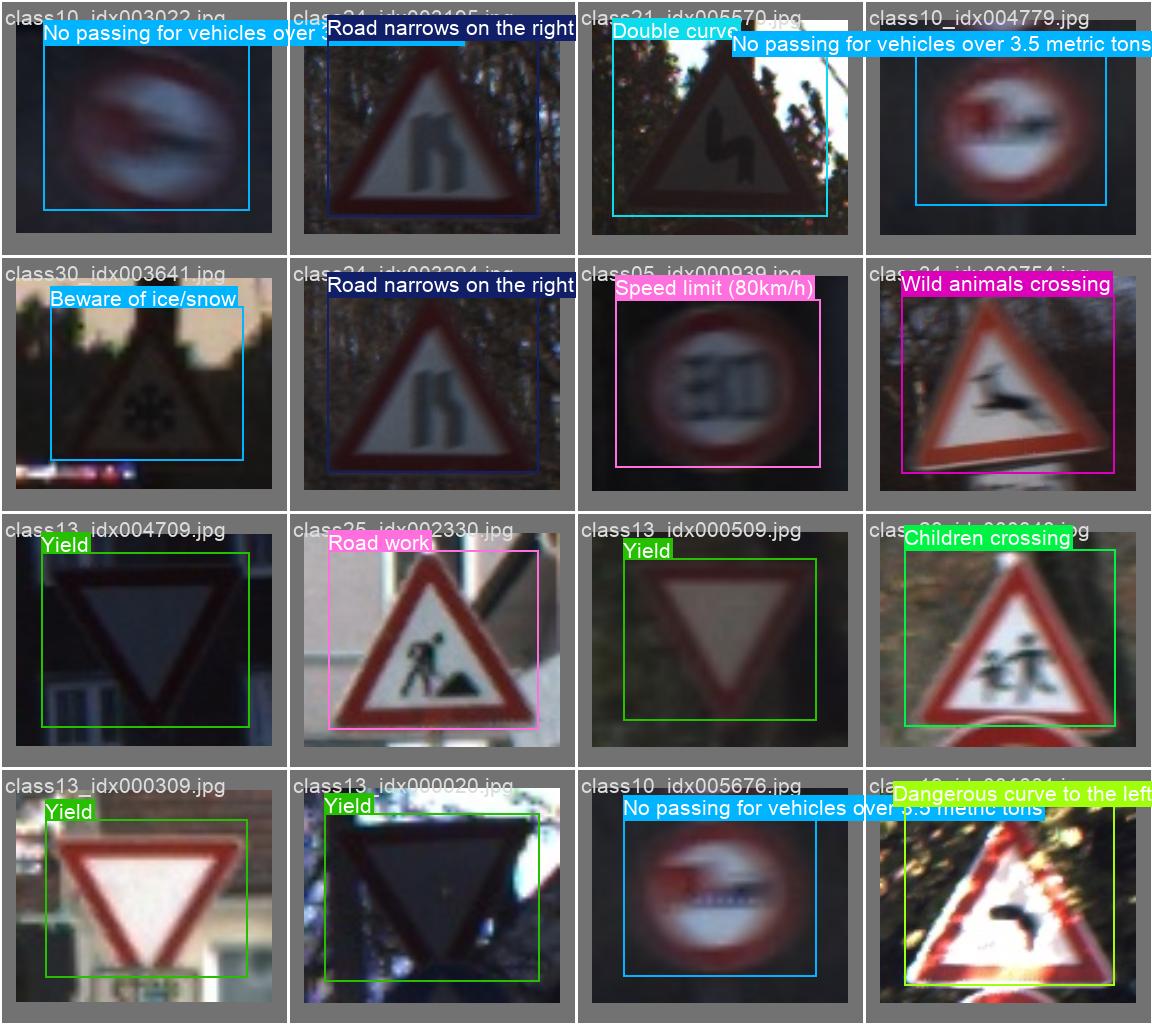 class10_idx003022.jpg
No passing for vehicles over 3
Road narrows on the right
class21_idx005570.jpg
Double curve
class10_idx004779.jpg
No passing for vehicles over 3.5 metric tons
class30_idx003641.jpg
Beware of ice/snow
Road narrows on the right
class05_idx000939.jpg
Speed limit (80km/h)
Wild animals crossing
class13_idx004709.jpg
Yield
class25_idx002330.jpg
Road work
class13_idx000509.jpg
Yield
Children crossing
class13_idx000309.jpg
Yield
class13_idx000020.jpg
Yield
class10_idx005676.jpg
No passing for vehicles over 3.5 metric tons
Dangerous curve to the left